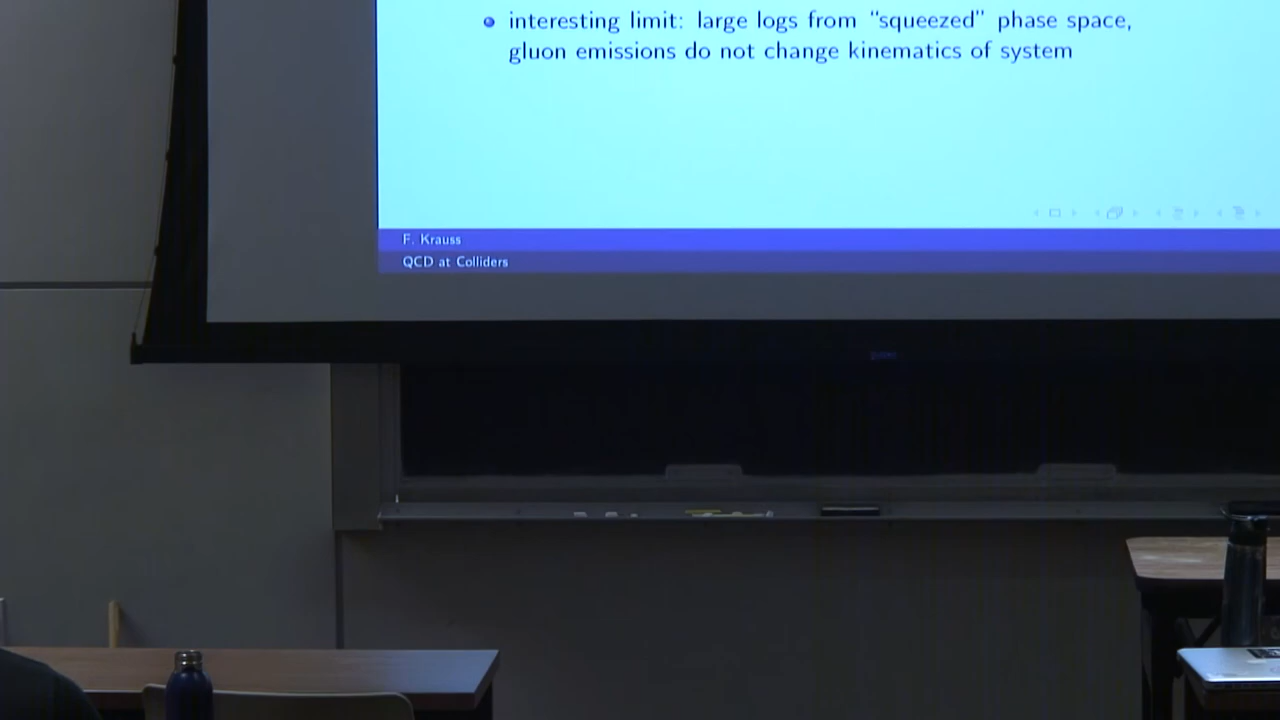 interesting limit: large logs from “squeezed” phase space,
gluon emissions do not change kinematics of system
F. Krauss
QCD at Colliders